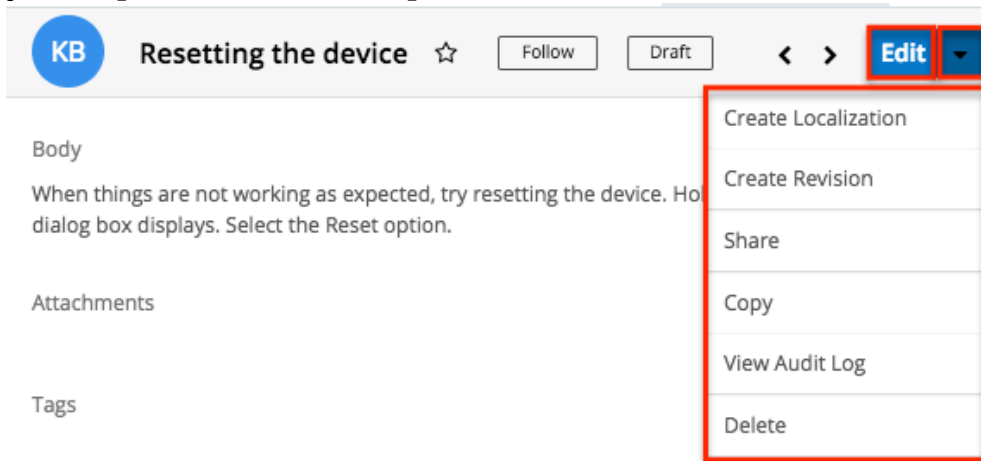 KB Resetting the device Follow Draft Edit
Create Localization
Body
Create Revision
When things are not working as expected, try resetting the device. Hol
dialog box displays. Select the Reset option.
Share
Attachments
Copy
View Audit Log
Tags
Delete